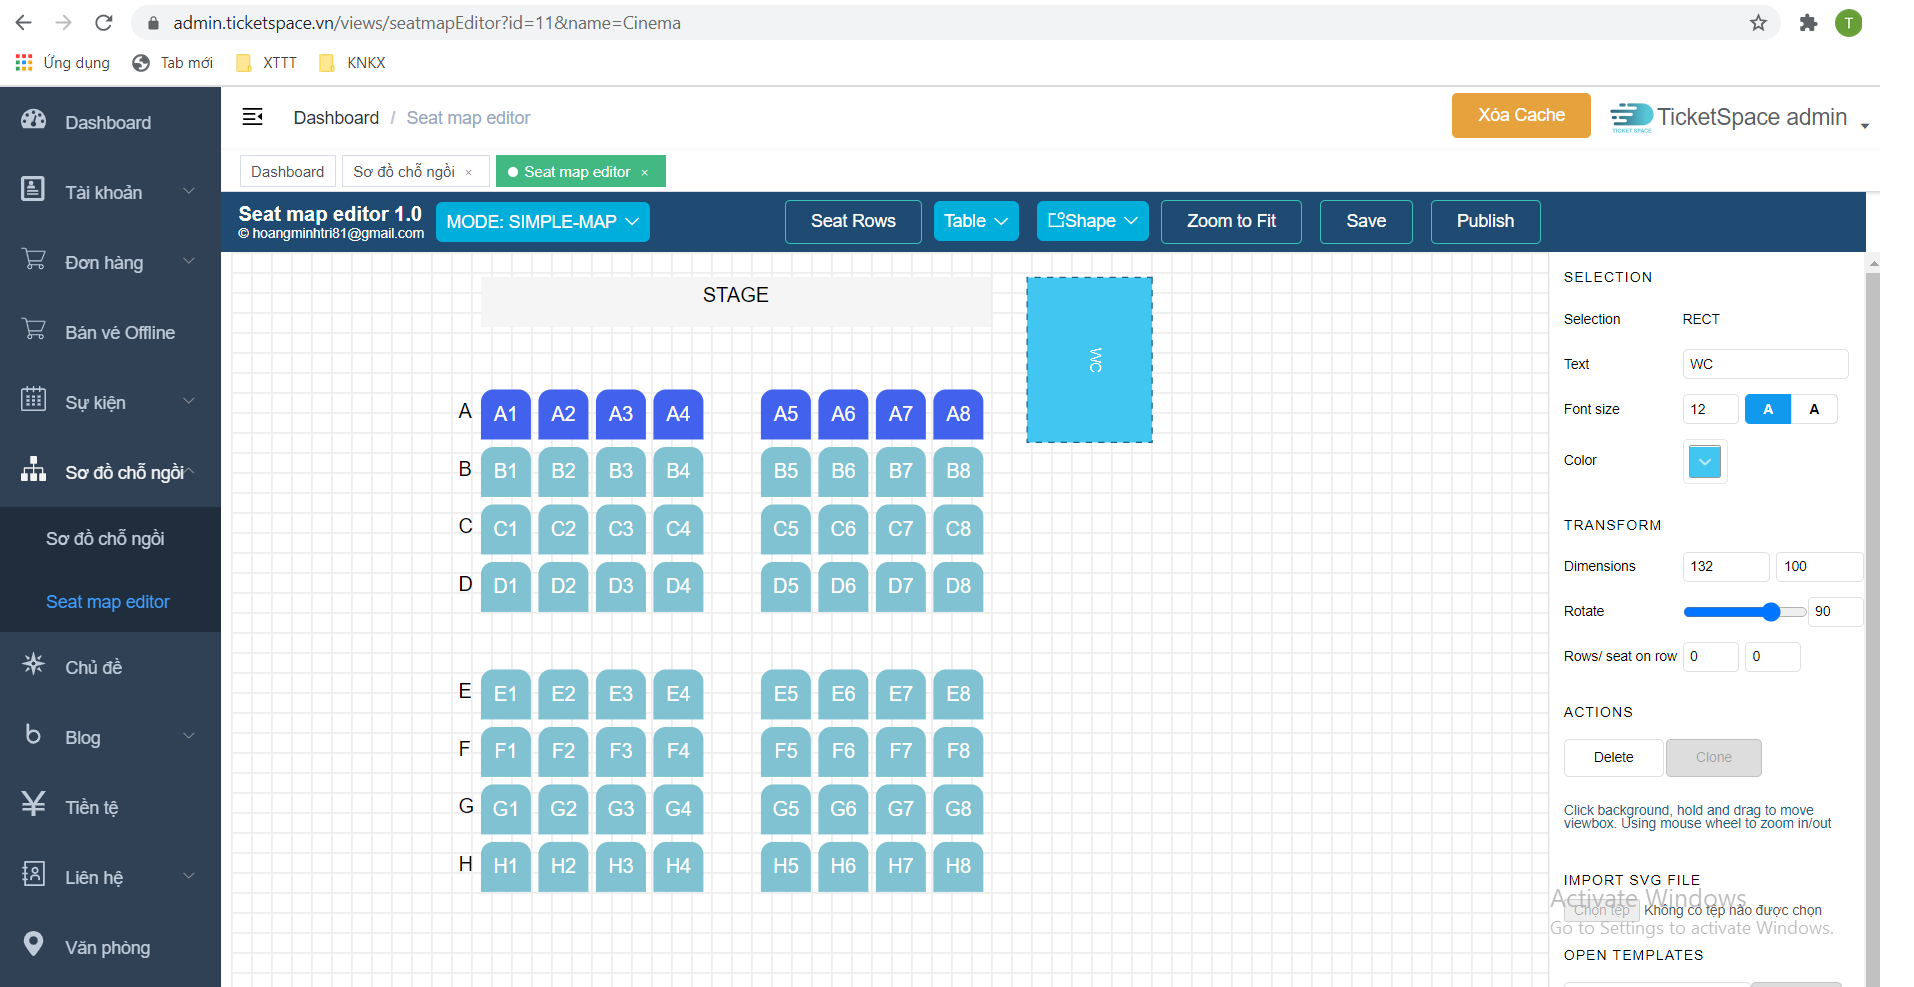 admin.ticketspace.vn/views/seatmapEditor?id=11&name=Cinema
T
Ứng dụng
Tab mới
XTTT
KNKX
Dashboard
Tài khoản
Đơn hàng
Bán vé Offline
Sự kiện
Sơ đồ chỗ ngồi
Sơ đồ chỗ ngồi
Seat map editor
Chủ đề
Blog
Tiền tệ
Liên hệ
Văn phòng
Dashboard / Seat map editor
Xóa Cache
TICKET SPACE
TicketSpace admin
Dashboard
Sơ đồ chỗ ngồi ×
Seat map editor ×
Seat map editor 1.0
© hoangminhtri81@gmail.com
MODE: SIMPLE-MAP
Seat Rows
Table
Shape
Zoom to Fit
Save
Publish
STAGE
WC
A A1 A2 A3 A4 A5 A6 A7 A8
B B1 B2 B3 B4 B5 B6 B7 B8
C C1 C2 C3 C4 C5 C6 C7 C8
D D1 D2 D3 D4 D5 D6 D7 D8
E E1 E2 E3 E4 E5 E6 E7 E8
F F1 F2 F3 F4 F5 F6 F7 F8
G G1 G2 G3 G4 G5 G6 G7 G8
H H1 H2 H3 H4 H5 H6 H7 H8
SELECTION
Selection RECT
Text WC
Font size 12 A A
Color
TRANSFORM
Dimensions 132 100
Rotate 90
Rows/ seat on row 0 0
ACTIONS
Delete Clone
Click background, hold and drag to move
viewbox. Using mouse wheel to zoom in/out
IMPORT SVG FILE
Activate Windows
Chọn tệp Không có tệp nào được chọn
Go to Settings to activate Windows.
OPEN TEMPLATES